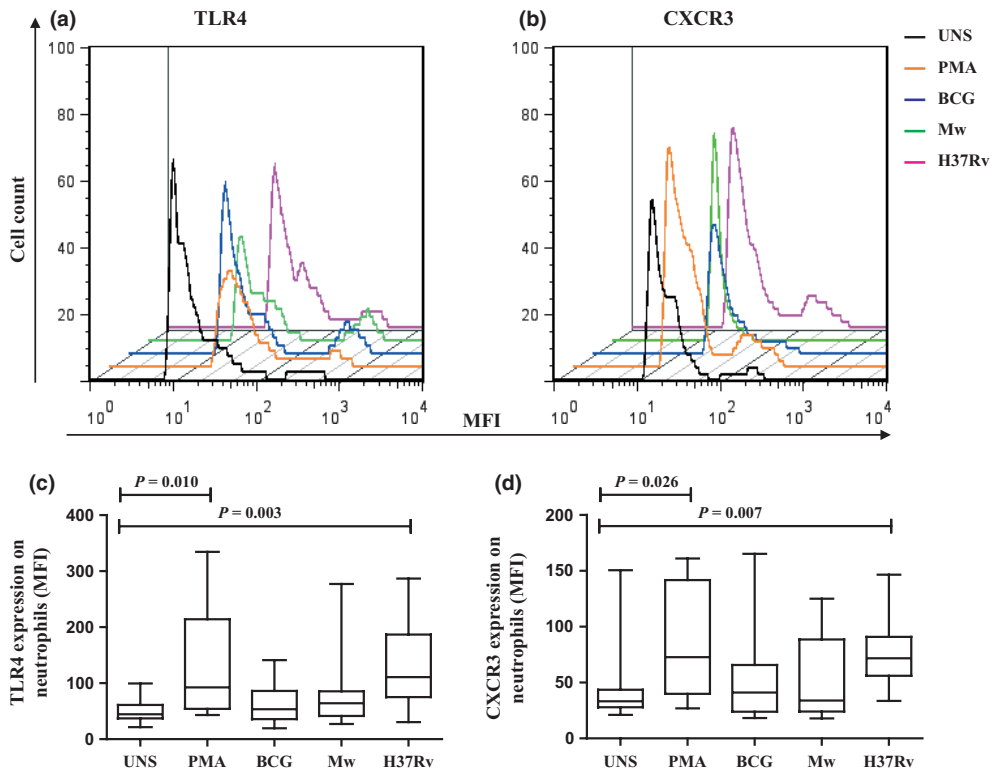 (a) TLR4
(b) CXCR3
Cell count
100
80
60
40
20
10^0 10^1 10^2 10^3 10^4
100
80
60
40
20
10^0 10^1 10^2 10^3 10^4
MFI
UNS
PMA
BCG
Mw
H37Rv
(c)
P = 0.010
P = 0.003
TLR4 expression on
neutrophils (MFI)
400
300
200
100
0
UNS PMA BCG Mw H37Rv
(d)
P = 0.026
P = 0.007
CXCR3 expression on
neutrophils (MFI)
200
150
100
50
0
UNS PMA BCG Mw H37Rv